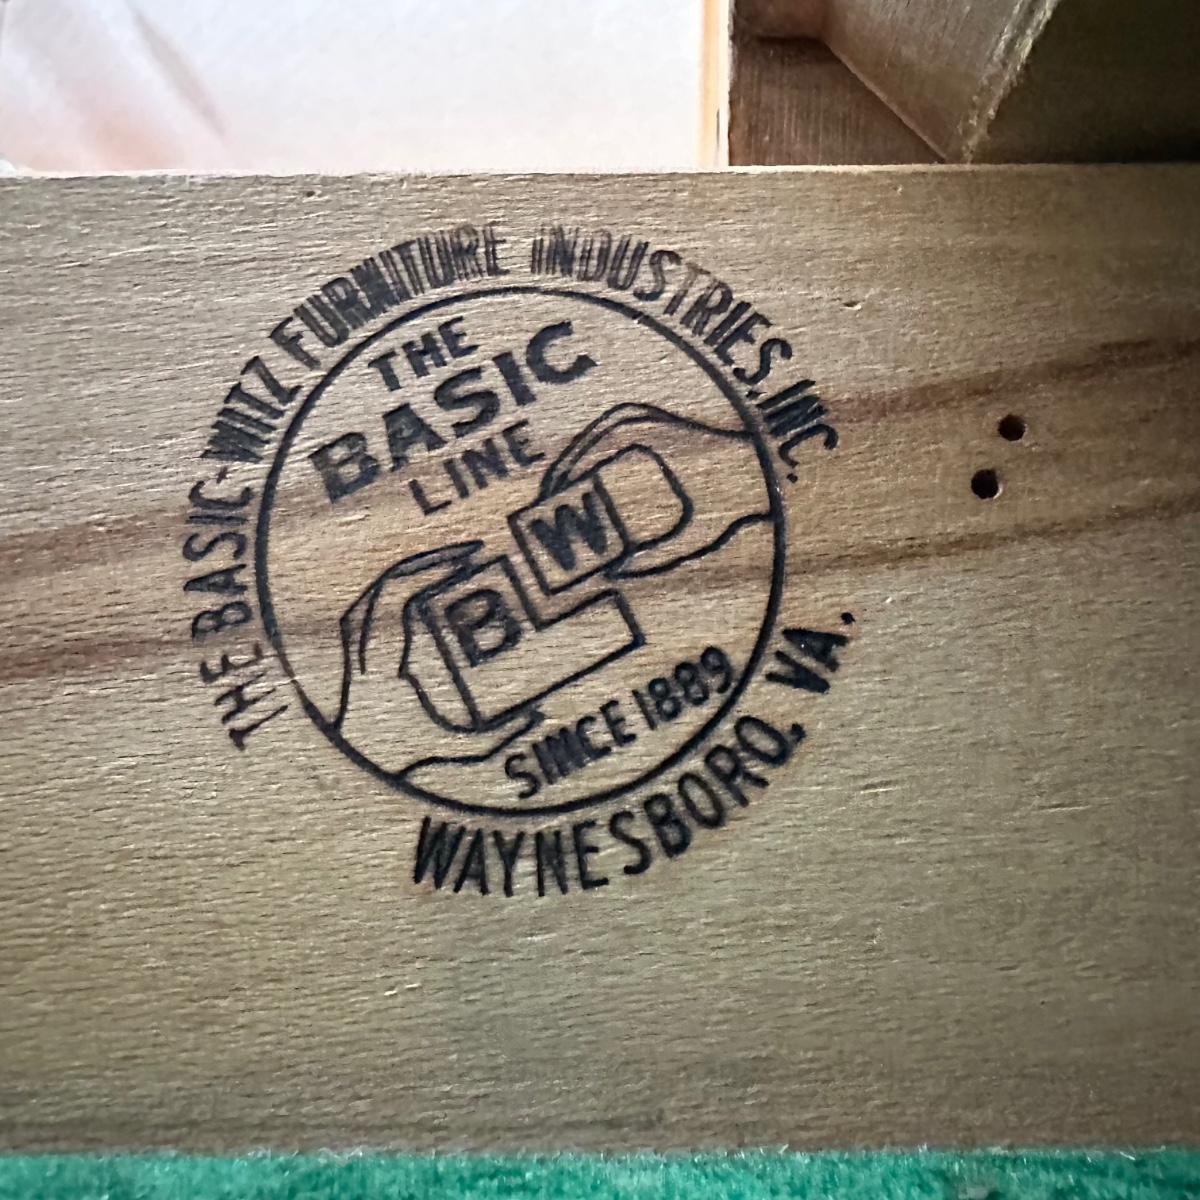 THE BASIC-WITZ FURNITURE INDUSTRIES, INC.
THE
BASIC
LINE
W
B
SINCE 1889
WAYNESBORO, VA.